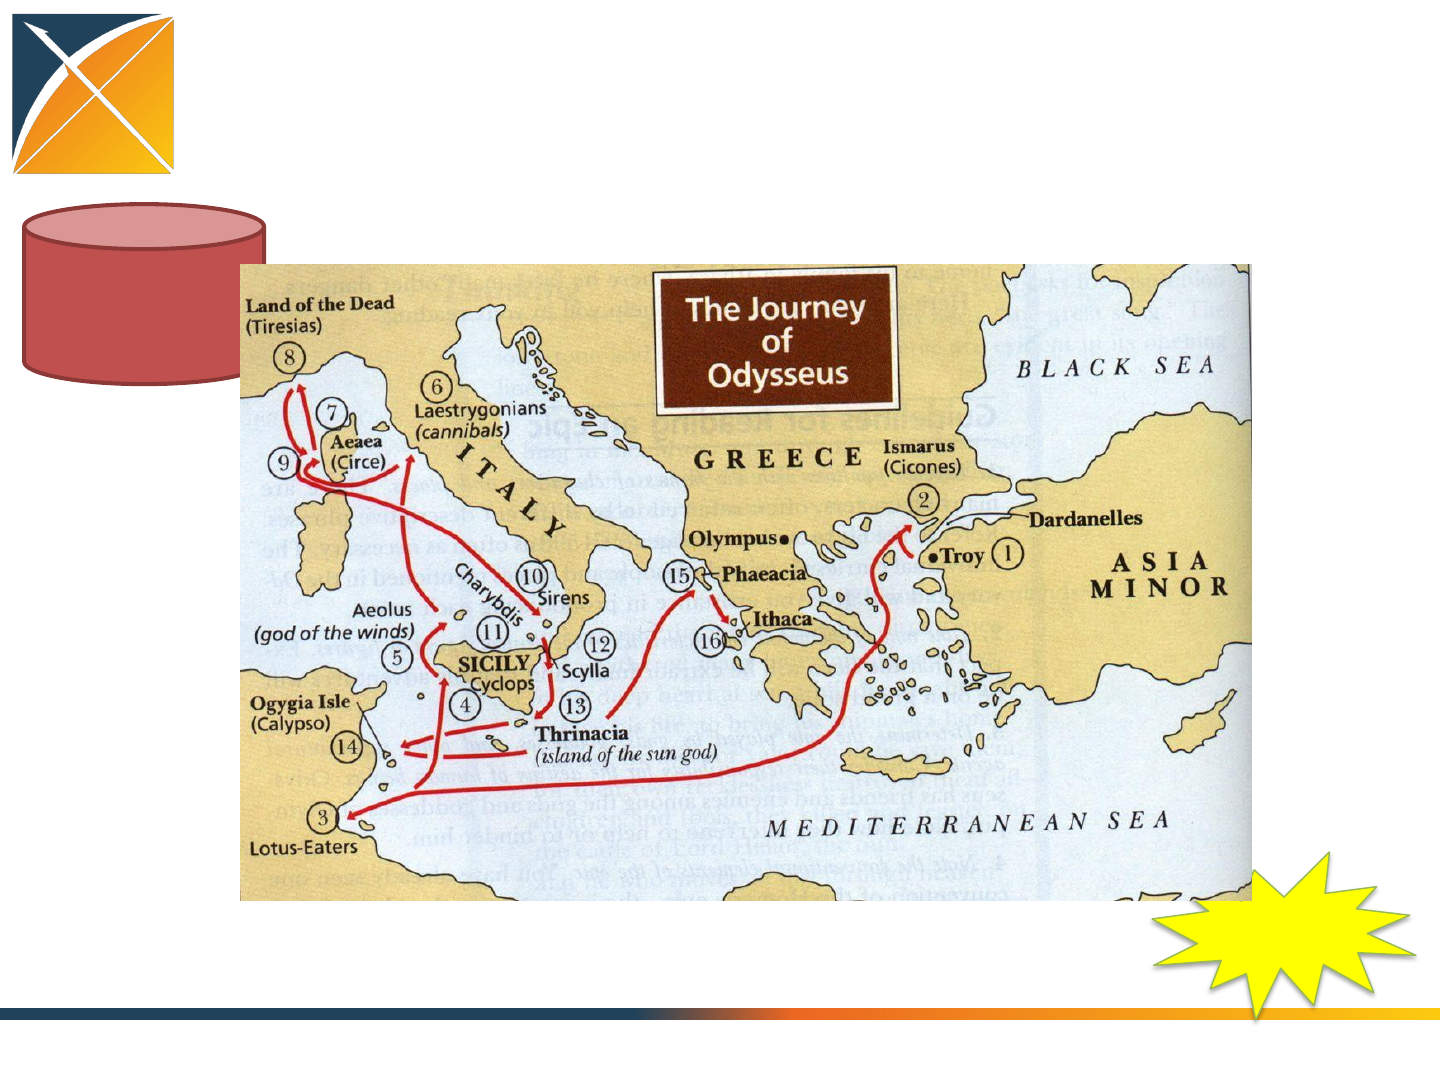 The Journey
of
Odysseus
Land of the Dead
(Tiresias)
8
6
Laestrygonians
(cannibals)
7
Aeaea
(Circe)
9
ITALY
BLACK SEA
GREECE
Ismarus
(Cicones)
2
Dardanelles
Olympus
Troy 1
ASIA
MINOR
15 Phaeacia
Ithaca
16
10
Sirens
Charybdis
11
12
Scylla
Aeolus
(god of the winds)
5
SICILY
Cyclops
4
13
Thrinacia
(island of the sun god)
Ogygia Isle
(Calypso)
14
3
Lotus-Eaters
MEDITERRANEAN SEA